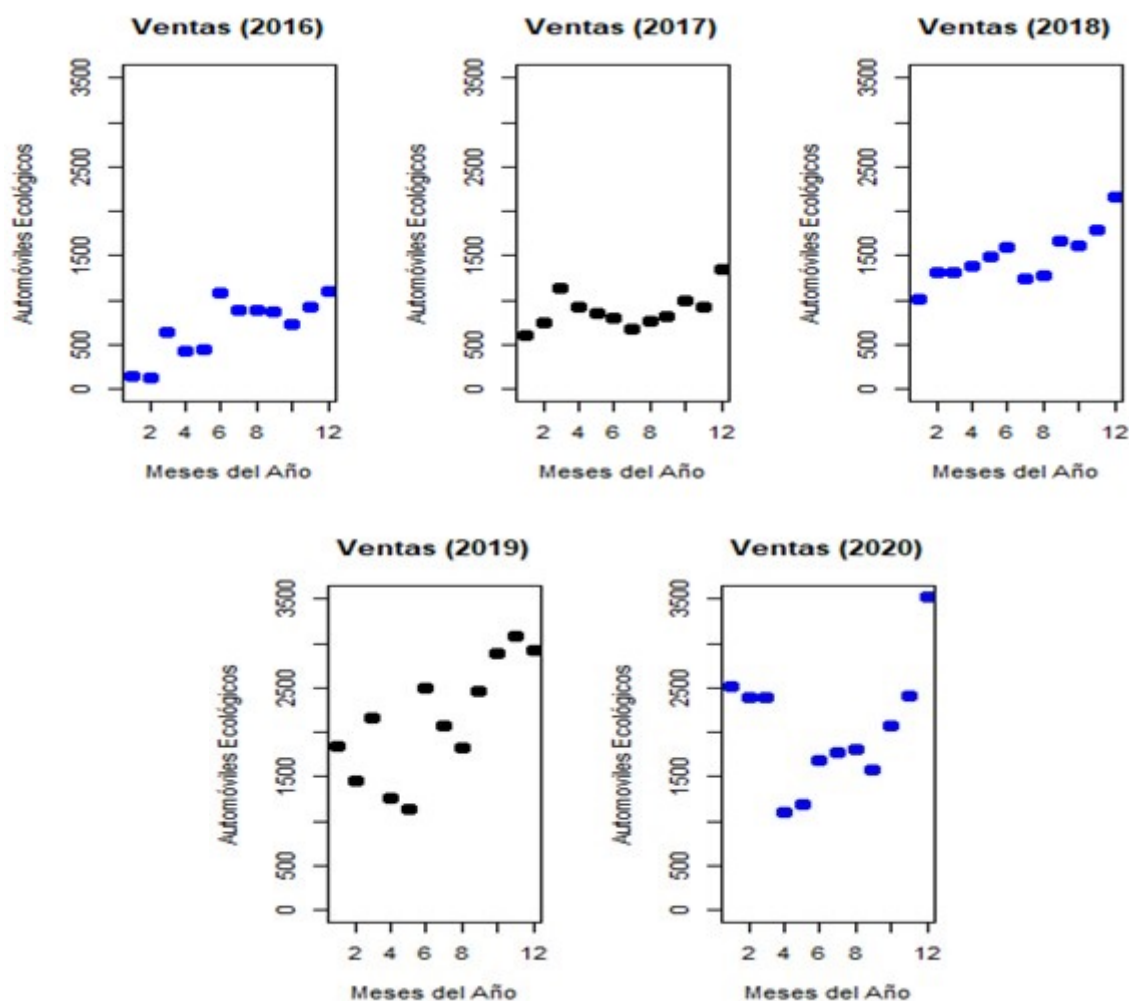 Ventas (2016)
Automóviles Ecológicos
3500
2500
1500
500
0
2 4 6 8 12
Meses del Año
Ventas (2017)
Automóviles Ecológicos
3500
2500
1500
500
0
2 4 6 8 12
Meses del Año
Ventas (2018)
Automóviles Ecológicos
3500
2500
1500
500
0
2 4 6 8 12
Meses del Año
Ventas (2019)
Automóviles Ecológicos
3500
2500
1500
500
0
2 4 6 8 12
Meses del Año
Ventas (2020)
Automóviles Ecológicos
3500
2500
1500
500
0
2 4 6 8 12
Meses del Año